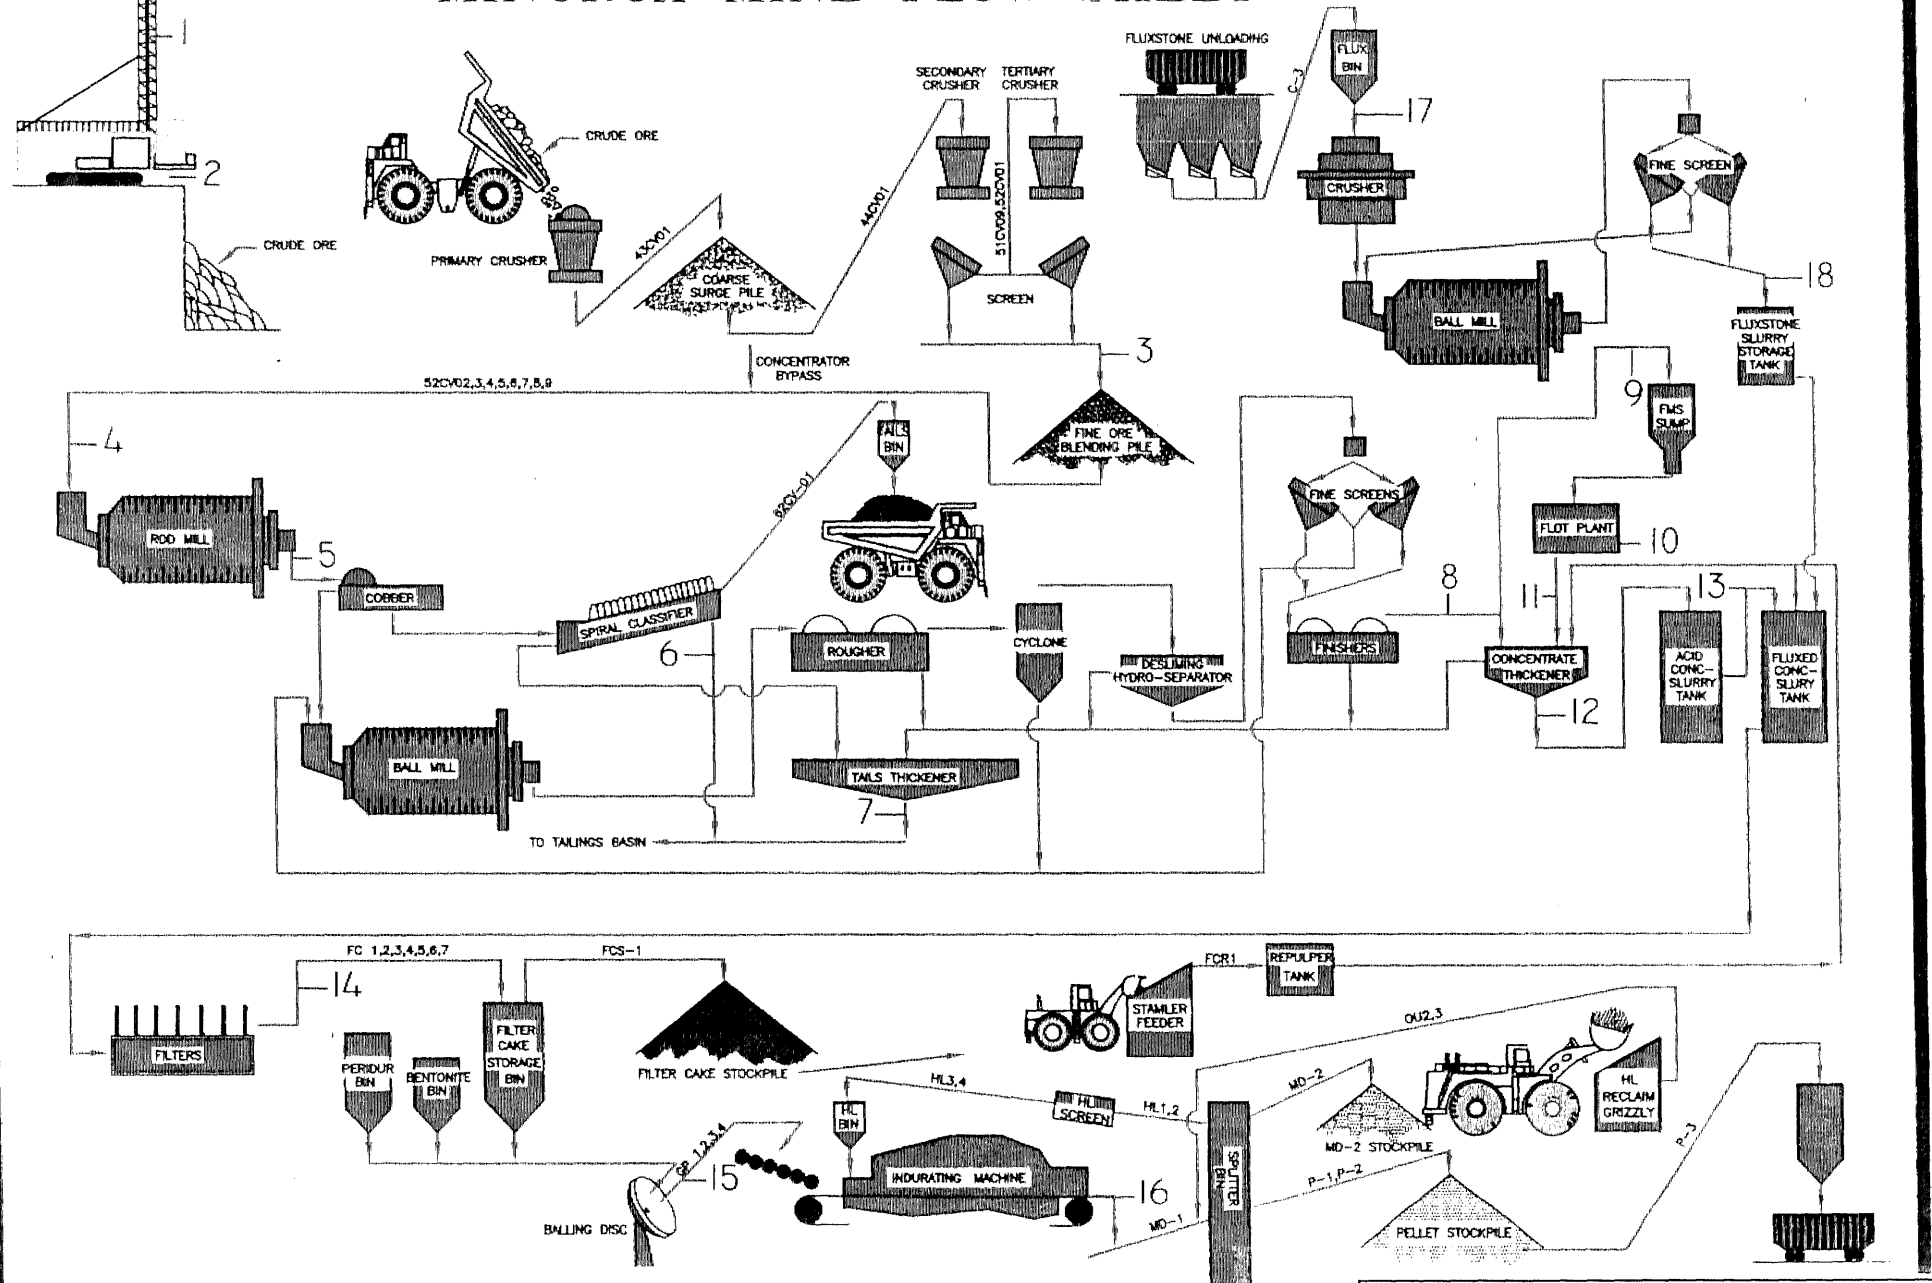 1
2
CRUDE ORE
CRUDE ORE
PRIMARY CRUSHER
43CV01
COARSE
SURGE PILE
44CV01
SECONDARY
CRUSHER
TERTIARY
CRUSHER
51CV09,52CV01
SCREEN
3
FLUXSTONE UNLOADING
C-3
FLUX
BIN
17
CRUSHER
BALL MILL
FINE SCREEN
18
FLUXSTONE
SLURRY
STORAGE
TANK
CONCENTRATOR
BYPASS
52CV02,3,4,5,6,7,8,9
4
ROD MILL
5
COBBER
SPIRAL CLASSIFIER
6
62CV-01
TAILS
BIN
FINE ORE
BLENDING PILE
ROUGHER
CYCLONE
DESLIMING
HYDRO-SEPARATOR
FINE SCREENS
FINISHERS
8
9
FMS
SUMP
FLOT PLANT
10
11
CONCENTRATE
THICKENER
12
13
ACID
CONC-
SLURRY
TANK
FLUXED
CONC-
SLURY
TANK
BALL MILL
TAILS THICKENER
7
TO TAILINGS BASIN
FC 1,2,3,4,5,6,7
14
FILTERS
FCS-1
PERIDUR
BIN
BENTONITE
BIN
FILTER
CAKE
STORAGE
BIN
FILTER CAKE STOCKPILE
STAMLER
FEEDER
FCR1
REPULPER
TANK
GP 1,2,3,4
15
BALLING DISC
HL
BIN
HL3,4
HL
SCREEN
HL1,2
INDURATING MACHINE
16
MD-1
SPLITTER
BIN
OU2,3
MD-2
MD-2 STOCKPILE
HL
RECLAIM
GRIZZLY
P-1,P-2
PELLET STOCKPILE
P-3